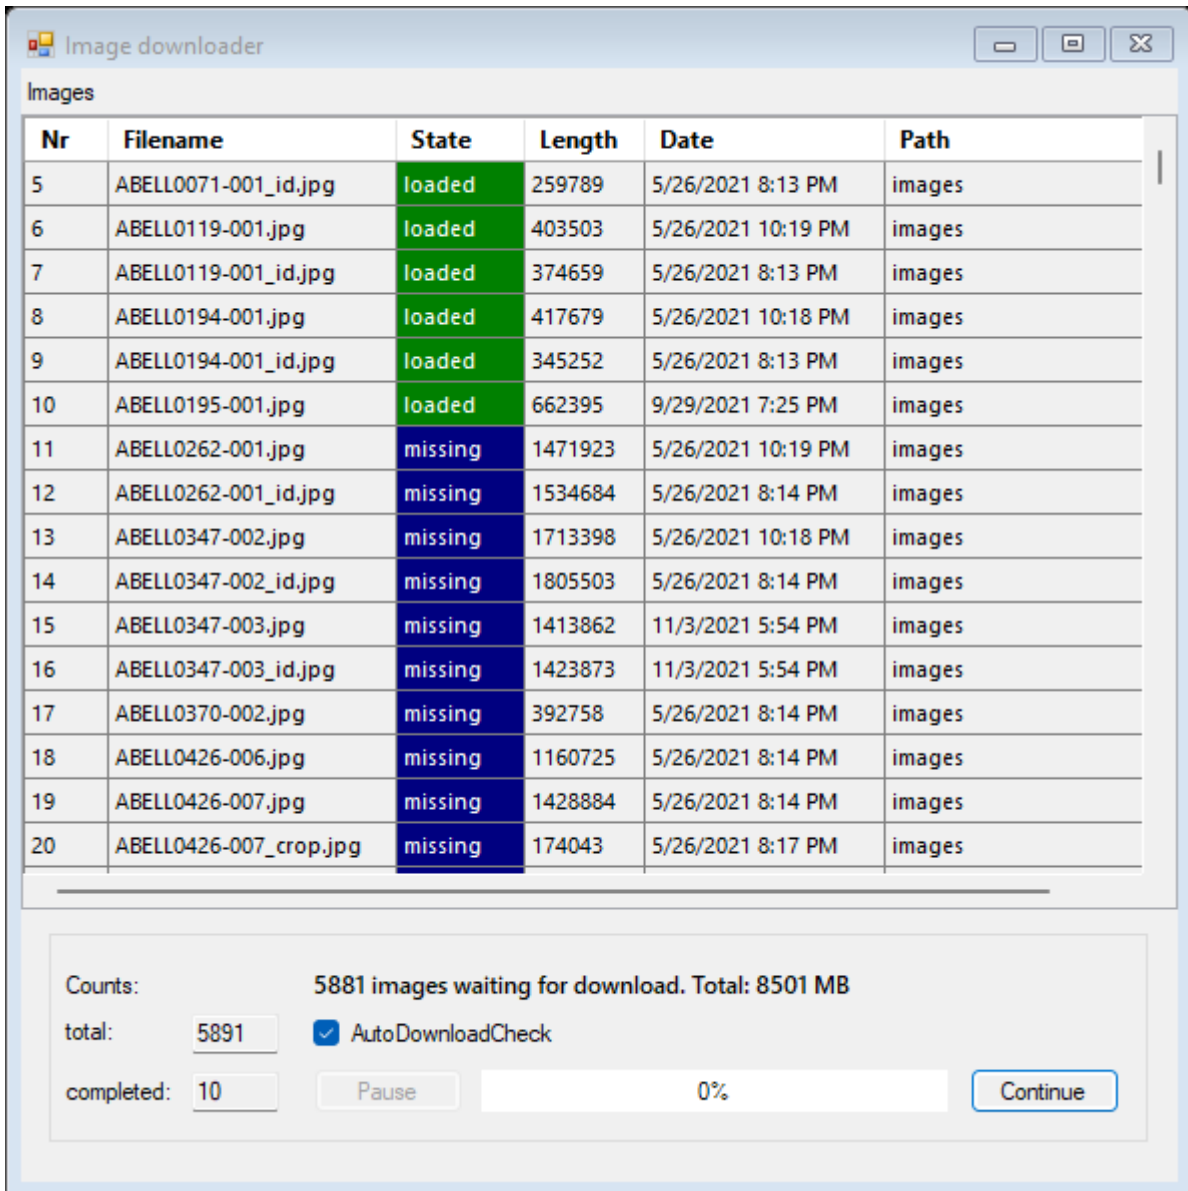 Image downloader
Images
Nr Filename State Length Date Path
5 ABELL0071-001_id.jpg loaded 259789 5/26/2021 8:13 PM images
6 ABELL0119-001.jpg loaded 403503 5/26/2021 10:19 PM images
7 ABELL0119-001_id.jpg loaded 374659 5/26/2021 8:13 PM images
8 ABELL0194-001.jpg loaded 417679 5/26/2021 10:18 PM images
9 ABELL0194-001_id.jpg loaded 345252 5/26/2021 8:13 PM images
10 ABELL0195-001.jpg loaded 662395 9/29/2021 7:25 PM images
11 ABELL0262-001.jpg missing 1471923 5/26/2021 10:19 PM images
12 ABELL0262-001_id.jpg missing 1534684 5/26/2021 8:14 PM images
13 ABELL0347-002.jpg missing 1713398 5/26/2021 10:18 PM images
14 ABELL0347-002_id.jpg missing 1805503 5/26/2021 8:14 PM images
15 ABELL0347-003.jpg missing 1413862 11/3/2021 5:54 PM images
16 ABELL0347-003_id.jpg missing 1423873 11/3/2021 5:54 PM images
17 ABELL0370-002.jpg missing 392758 5/26/2021 8:14 PM images
18 ABELL0426-006.jpg missing 1160725 5/26/2021 8:14 PM images
19 ABELL0426-007.jpg missing 1428884 5/26/2021 8:14 PM images
20 ABELL0426-007_crop.jpg missing 174043 5/26/2021 8:17 PM images
Counts: 5881 images waiting for download. Total: 8501 MB
total: 5891 AutoDownloadCheck
completed: 10 Pause 0% Continue